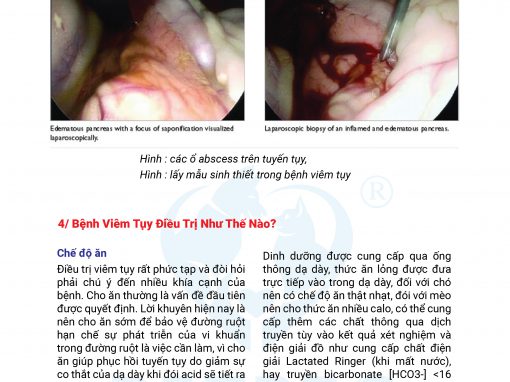 Edematous pancreas with a focus of saponification visualized
laparoscopically.
Laparoscopic biopsy of an inflamed and edematous pancreas.
Hình : các ổ abscess trên tuyến tụy,
Hình : lấy mẫu sinh thiết trong bệnh viêm tụy
4/ Bệnh Viêm Tụy Điều Trị Như Thế Nào?
Chế độ ăn
Điều trị viêm tụy rất phức tạp và đòi hỏi
phải chú ý đến nhiều khía cạnh của
bệnh. Cho ăn thường là vấn đề đầu tiên
được quyết định. Lời khuyên hiện nay là
nên cho ăn sớm để bảo vệ đường ruột
hạn chế sự phát triễn của vi khuẩn
trong đường ruột là việc cần làm, vì cho
ăn giúp phục hồi tuyến tụy do giảm sự
co thắt của dạ dày khi đói acid sẽ tiết ra
Dinh dưỡng được cung cấp qua ống
thông dạ dày, thức ăn lỏng được đưa
trực tiếp vào trong dạ dày, đối với chó
nên có chế độ ăn thật nhạt, đối với mèo
nên cho thức ăn nhiều calo, có thể cung
cấp thêm các chất thông qua dịch
truyền tùy vào kết quả xét nghiệm và
điện giải đồ như cung cấp chất điện
giải Lactated Ringer (khi mất nước),
hay truyền bicarbonate [HCO3-] <16
®